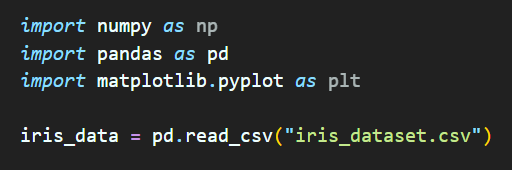 import numpy as np
import pandas as pd
import matplotlib.pyplot as plt
iris_data = pd.read_csv("iris_dataset.csv")